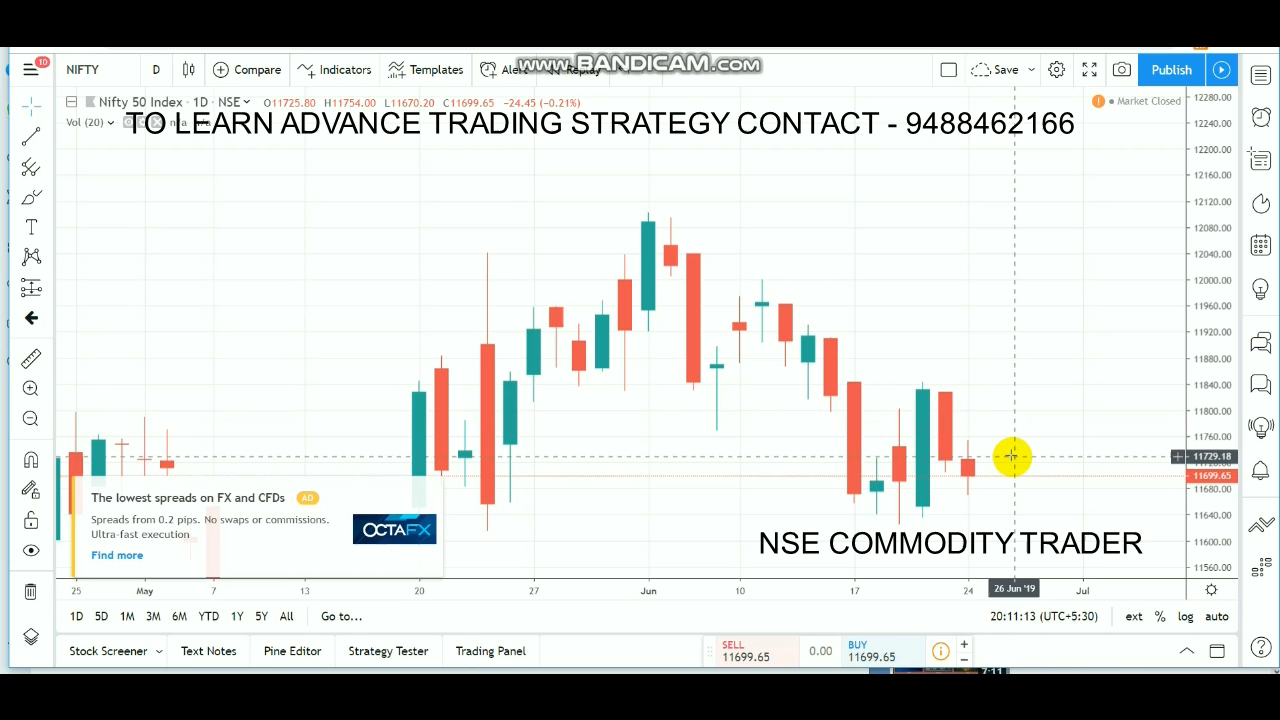 www.BANDICAM.com
10
NIFTY
D
Compare
Indicators
Templates
Alert
Replay
Save
Publish
Nifty 50 Index · 1D · NSE
O11725.80 H11754.00 L11670.20 C11699.65 −24.45 (−0.21%)
Market Closed
Vol (20) n/a n/a
TO LEARN ADVANCE TRADING STRATEGY CONTACT - 9488462166
12280.00
12240.00
12200.00
12160.00
12120.00
12080.00
12040.00
12000.00
11960.00
11920.00
11880.00
11840.00
11800.00
11760.00
11729.18
11699.65
11680.00
11640.00
11600.00
11560.00
The lowest spreads on FX and CFDs AD
Spreads from 0.2 pips. No swaps or commissions.
Ultra-fast execution
Find more
OCTAFX
NSE COMMODITY TRADER
25 May 7 13 20 27 Jun 10 17 24 26 Jun '19 Jul
1D 5D 1M 3M 6M YTD 1Y 5Y All Go to...
20:11:13 (UTC+5:30) ext % log auto
Stock Screener Text Notes Pine Editor Strategy Tester Trading Panel
SELL
11699.65
0.00
BUY
11699.65
7:11